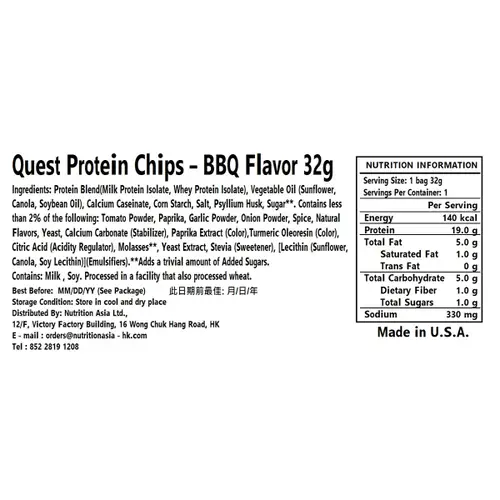 Quest Protein Chips – BBQ Flavor 32g
Ingredients: Protein Blend(Milk Protein Isolate, Whey Protein Isolate), Vegetable Oil (Sunflower,
Canola, Soybean Oil), Calcium Caseinate, Corn Starch, Salt, Psyllium Husk, Sugar**. Contains less
than 2% of the following: Tomato Powder, Paprika, Garlic Powder, Onion Powder, Spice, Natural
Flavors, Yeast, Calcium Carbonate (Stabilizer), Paprika Extract (Color),Turmeric Oleoresin (Color),
Citric Acid (Acidity Regulator), Molasses**, Yeast Extract, Stevia (Sweetener), [Lecithin (Sunflower,
Canola, Soy Lecithin)](Emulsifiers).**Adds a trivial amount of Added Sugars.
Contains: Milk , Soy. Processed in a facility that also processed wheat.
Best Before: MM/DD/YY (See Package) 此日期前最佳: 月/日/年
Storage Condition: Store in cool and dry place
Distributed By: Nutrition Asia Ltd.,
12/F, Victory Factory Building, 16 Wong Chuk Hang Road, HK
E - mail : orders@nutritionasia – hk.com
Tel : 852 2819 1208
NUTRITION INFORMATION
Serving Size: 1 bag 32g
Servings Per Container: 1
Per Serving
Energy 140 kcal
Protein 19.0 g
Total Fat 5.0 g
Saturated Fat 1.0 g
Trans Fat 0 g
Total Carbohydrate 5.0 g
Dietary Fiber 1.0 g
Total Sugars 1.0 g
Sodium 330 mg
Made in U.S.A.